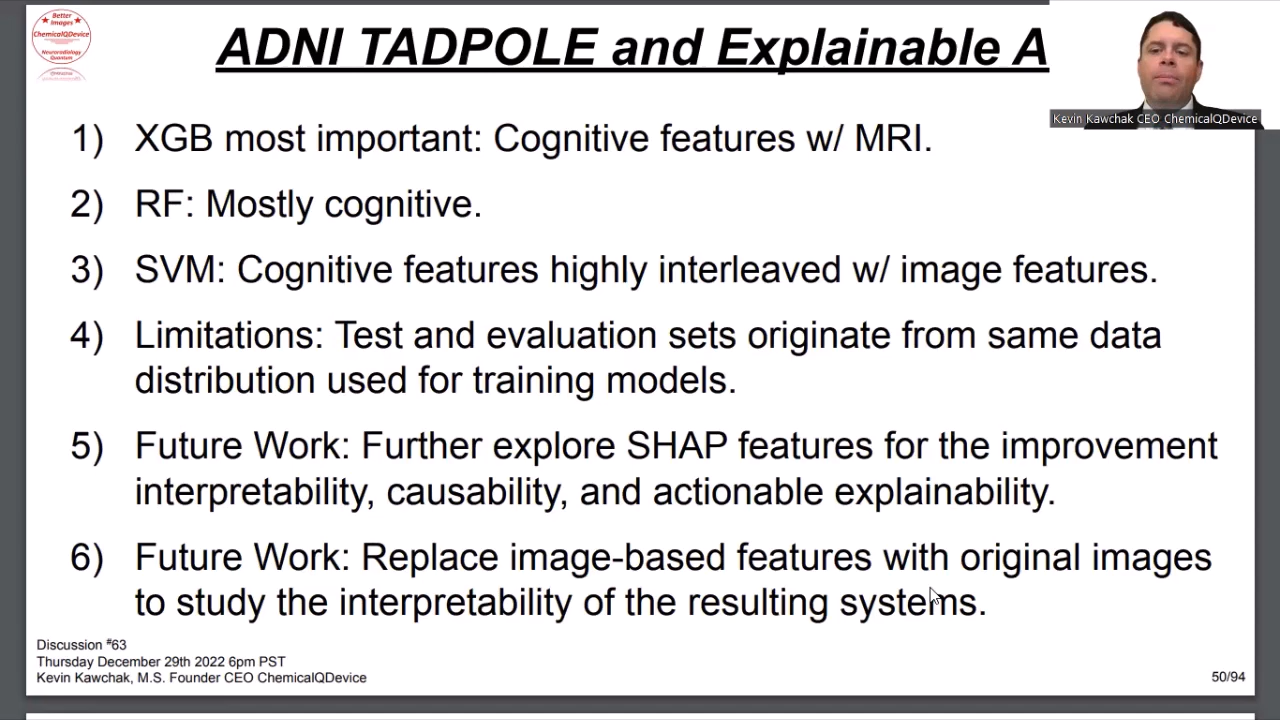 Better
Images
ChemicalQDevice
Neuroradiology
Quantum
ADNI TADPOLE and Explainable A
Kevin Kawchak CEO ChemicalQDevice
1) XGB most important: Cognitive features w/ MRI.
2) RF: Mostly cognitive.
3) SVM: Cognitive features highly interleaved w/ image features.
4) Limitations: Test and evaluation sets originate from same data
distribution used for training models.
5) Future Work: Further explore SHAP features for the improvement
interpretability, causability, and actionable explainability.
6) Future Work: Replace image-based features with original images
to study the interpretability of the resulting systems.
Discussion #63
Thursday December 29th 2022 6pm PST
Kevin Kawchak, M.S. Founder CEO ChemicalQDevice
50/94